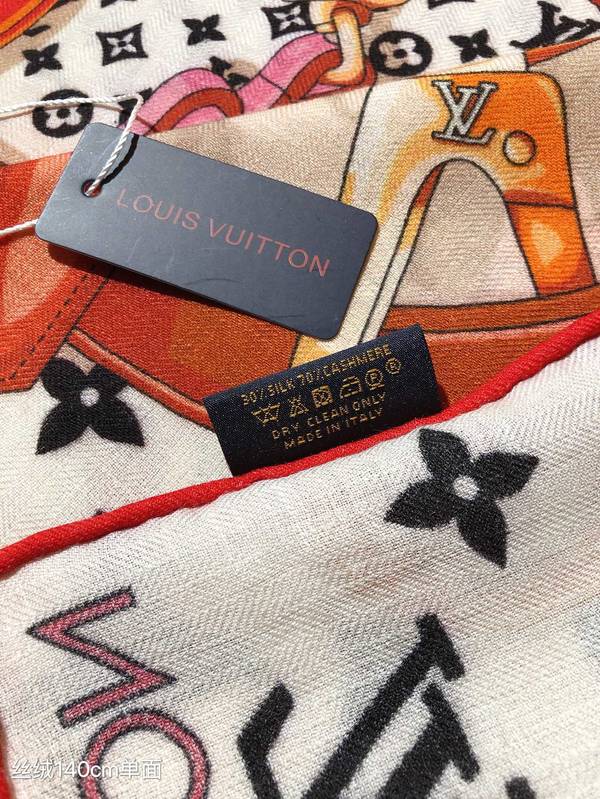 LV
LOUIS VUITTON
30%SILK 70%CASHMERE
DRY CLEAN ONLY
MADE IN ITALY
丝绒140cm单面